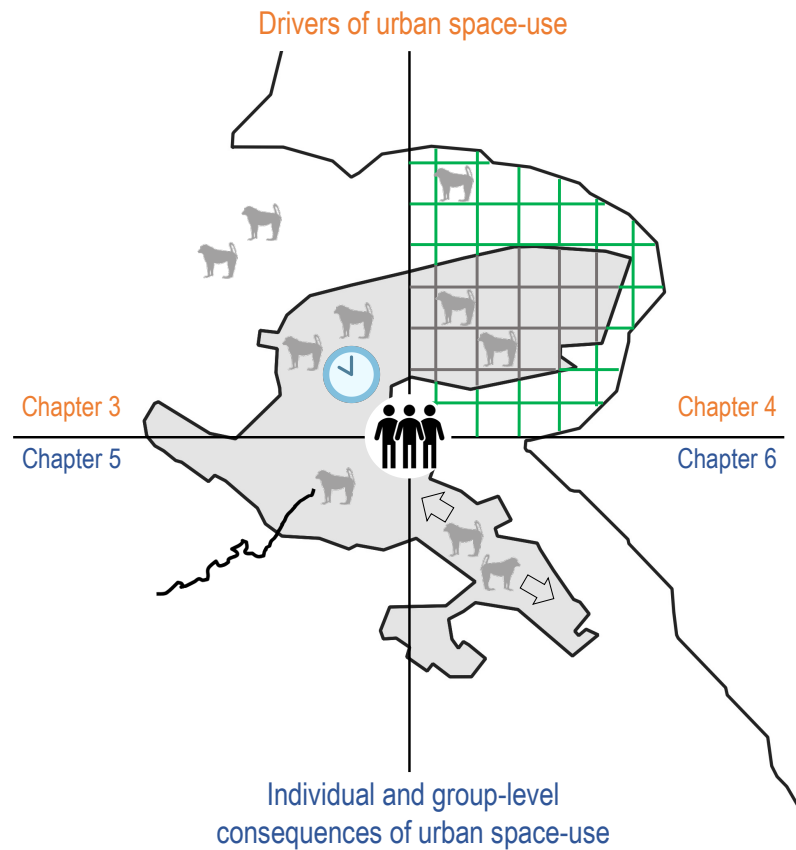 Drivers of urban space-use
Chapter 3
Chapter 4
Chapter 5
Chapter 6
Individual and group-level
consequences of urban space-use